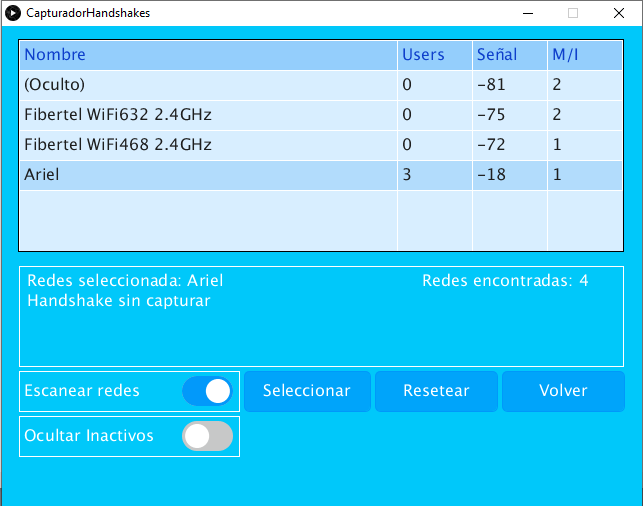 CapturadorHandshakes
Nombre Users Señal M/I
(Oculto) 0 -81 2
Fibertel WiFi632 2.4GHz 0 -75 2
Fibertel WiFi468 2.4GHz 0 -72 1
Ariel 3 -18 1
Redes seleccionada: Ariel Redes encontradas: 4
Handshake sin capturar
Escanear redes Seleccionar Resetear Volver
Ocultar Inactivos